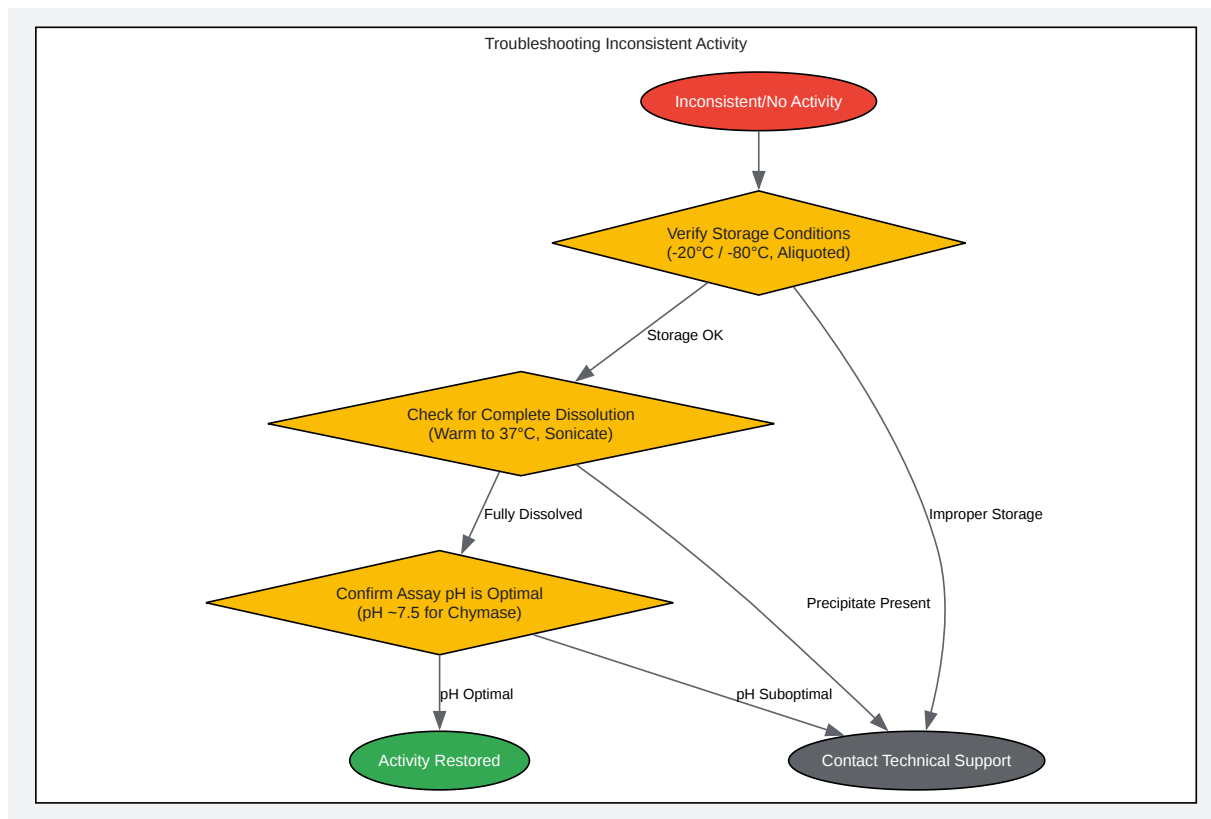 Troubleshooting Inconsistent Activity
Inconsistent/No Activity
Verify Storage Conditions
(-20°C / -80°C, Aliquoted)
Storage OK
Check for Complete Dissolution
(Warm to 37°C, Sonicate)
Fully Dissolved
Improper Storage
Confirm Assay pH is Optimal
(pH ~7.5 for Chymase)
Precipitate Present
pH Optimal
pH Suboptimal
Activity Restored
Contact Technical Support